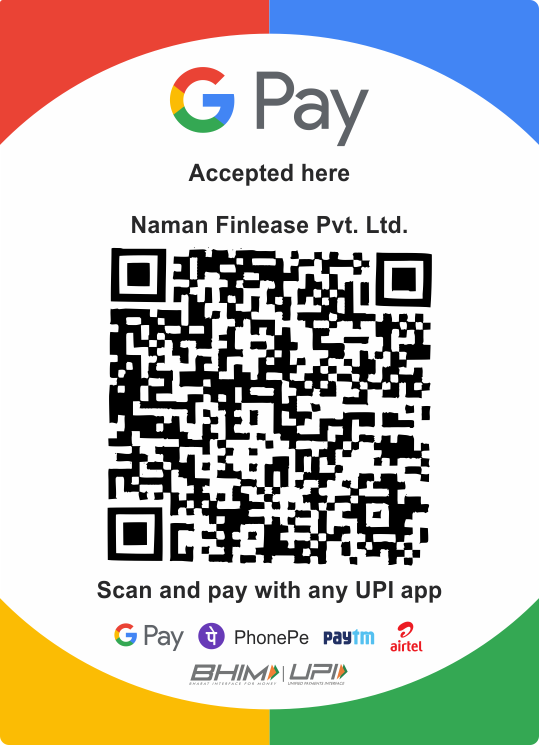 G Pay
Accepted here
Naman Finlease Pvt. Ltd.
Scan and pay with any UPI app
G Pay पे PhonePe paytm airtel
BHIM UPI
BHARAT INTERFACE FOR MONEY UNIFIED PAYMENTS INTERFACE